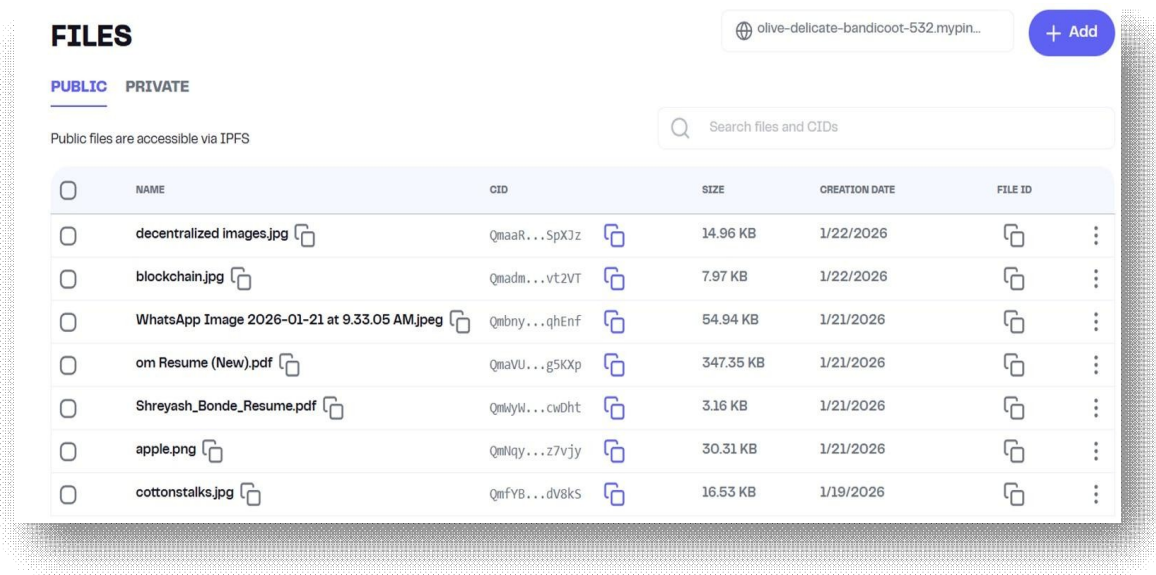 FILES
olive-delicate-bandicoot-532.mypin...
+ Add
PUBLIC PRIVATE
Public files are accessible via IPFS
Search files and CIDs
NAME CID SIZE CREATION DATE FILE ID
decentralized images.jpg QmaaR...SpXJz 14.96 KB 1/22/2026
blockchain.jpg Qmadm...vt2VT 7.97 KB 1/22/2026
WhatsApp Image 2026-01-21 at 9.33.05 AM.jpeg Qmbny...qhEnf 54.94 KB 1/21/2026
om Resume (New).pdf QmaVU...g5KXp 347.35 KB 1/21/2026
Shreyash_Bonde_Resume.pdf QmWyW...cwDht 3.16 KB 1/21/2026
apple.png QmNqy...z7vjy 30.31 KB 1/21/2026
cottonstalks.jpg QmfYB...dV8kS 16.53 KB 1/19/2026